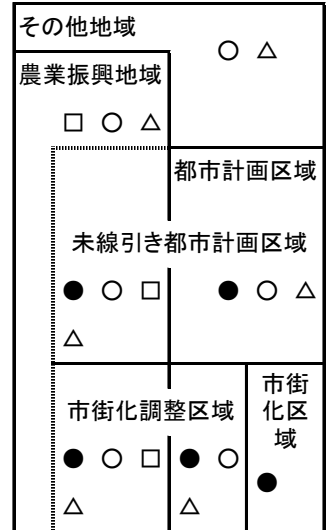 その他地域
○ △
農業振興地域
□ ○ △
都市計画区域
未線引き都市計画区域
● ○ □
△
● ○ △
市街化調整区域
● ○ □
△
● ○
△
市街
化区
域
●